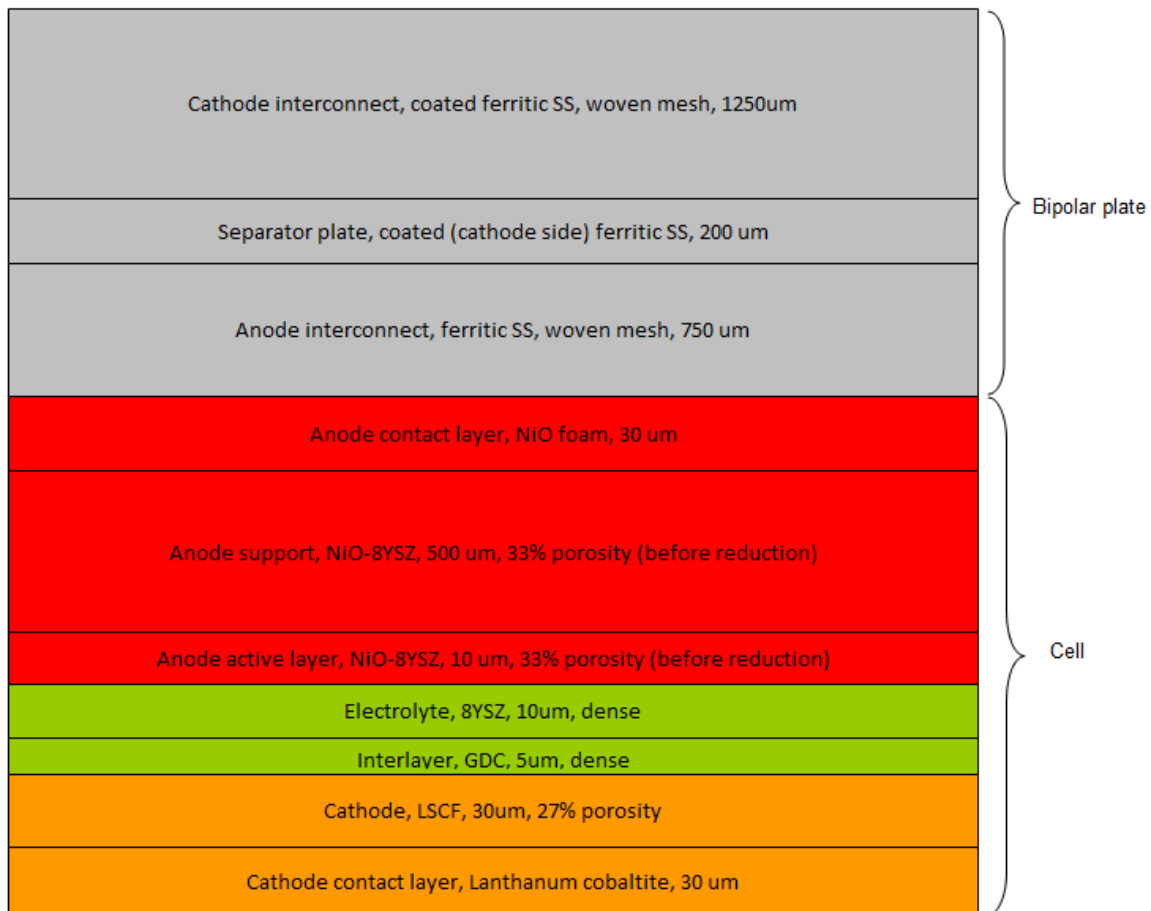 Cathode interconnect, coated ferritic SS, woven mesh, 1250um
Bipolar plate
Separator plate, coated (cathode side) ferritic SS, 200 um
Anode interconnect, ferritic SS, woven mesh, 750 um
Anode contact layer, NiO foam, 30 um
Anode support, NiO-8YSZ, 500 um, 33% porosity (before reduction)
Cell
Anode active layer, NiO-8YSZ, 10 um, 33% porosity (before reduction)
Electrolyte, 8YSZ, 10um, dense
Interlayer, GDC, 5um, dense
Cathode, LSCF, 30um, 27% porosity
Cathode contact layer, Lanthanum cobaltite, 30 um